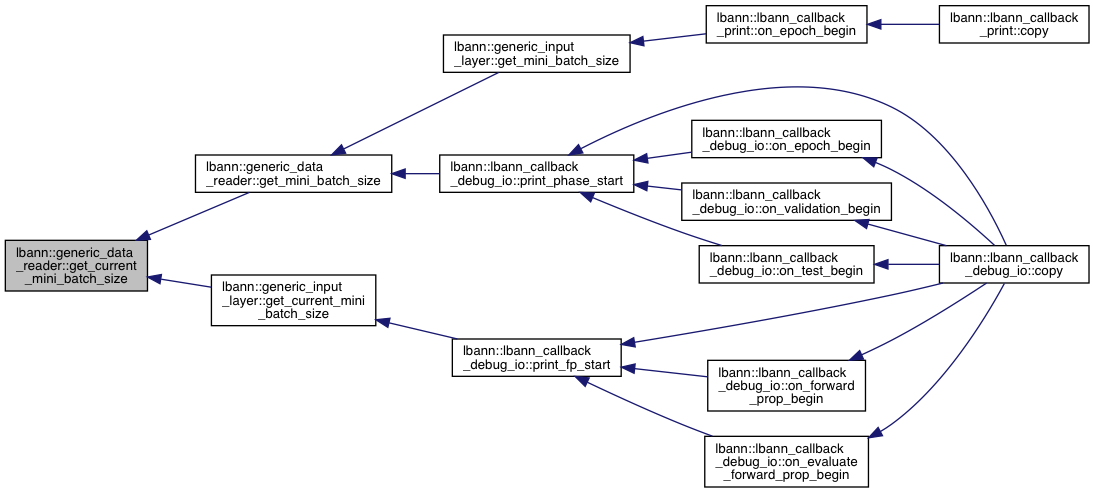 lbann::generic_data
_reader::get_current
_mini_batch_size
lbann::generic_data
_reader::get_mini_batch_size
lbann::generic_input
_layer::get_mini_batch_size
lbann::lbann_callback
_print::on_epoch_begin
lbann::lbann_callback
_print::copy
lbann::lbann_callback
_debug_io::print_phase_start
lbann::lbann_callback
_debug_io::on_epoch_begin
lbann::lbann_callback
_debug_io::on_validation_begin
lbann::lbann_callback
_debug_io::on_test_begin
lbann::lbann_callback
_debug_io::copy
lbann::generic_input
_layer::get_current_mini
_batch_size
lbann::lbann_callback
_debug_io::print_fp_start
lbann::lbann_callback
_debug_io::on_forward
_prop_begin
lbann::lbann_callback
_debug_io::on_evaluate
_forward_prop_begin